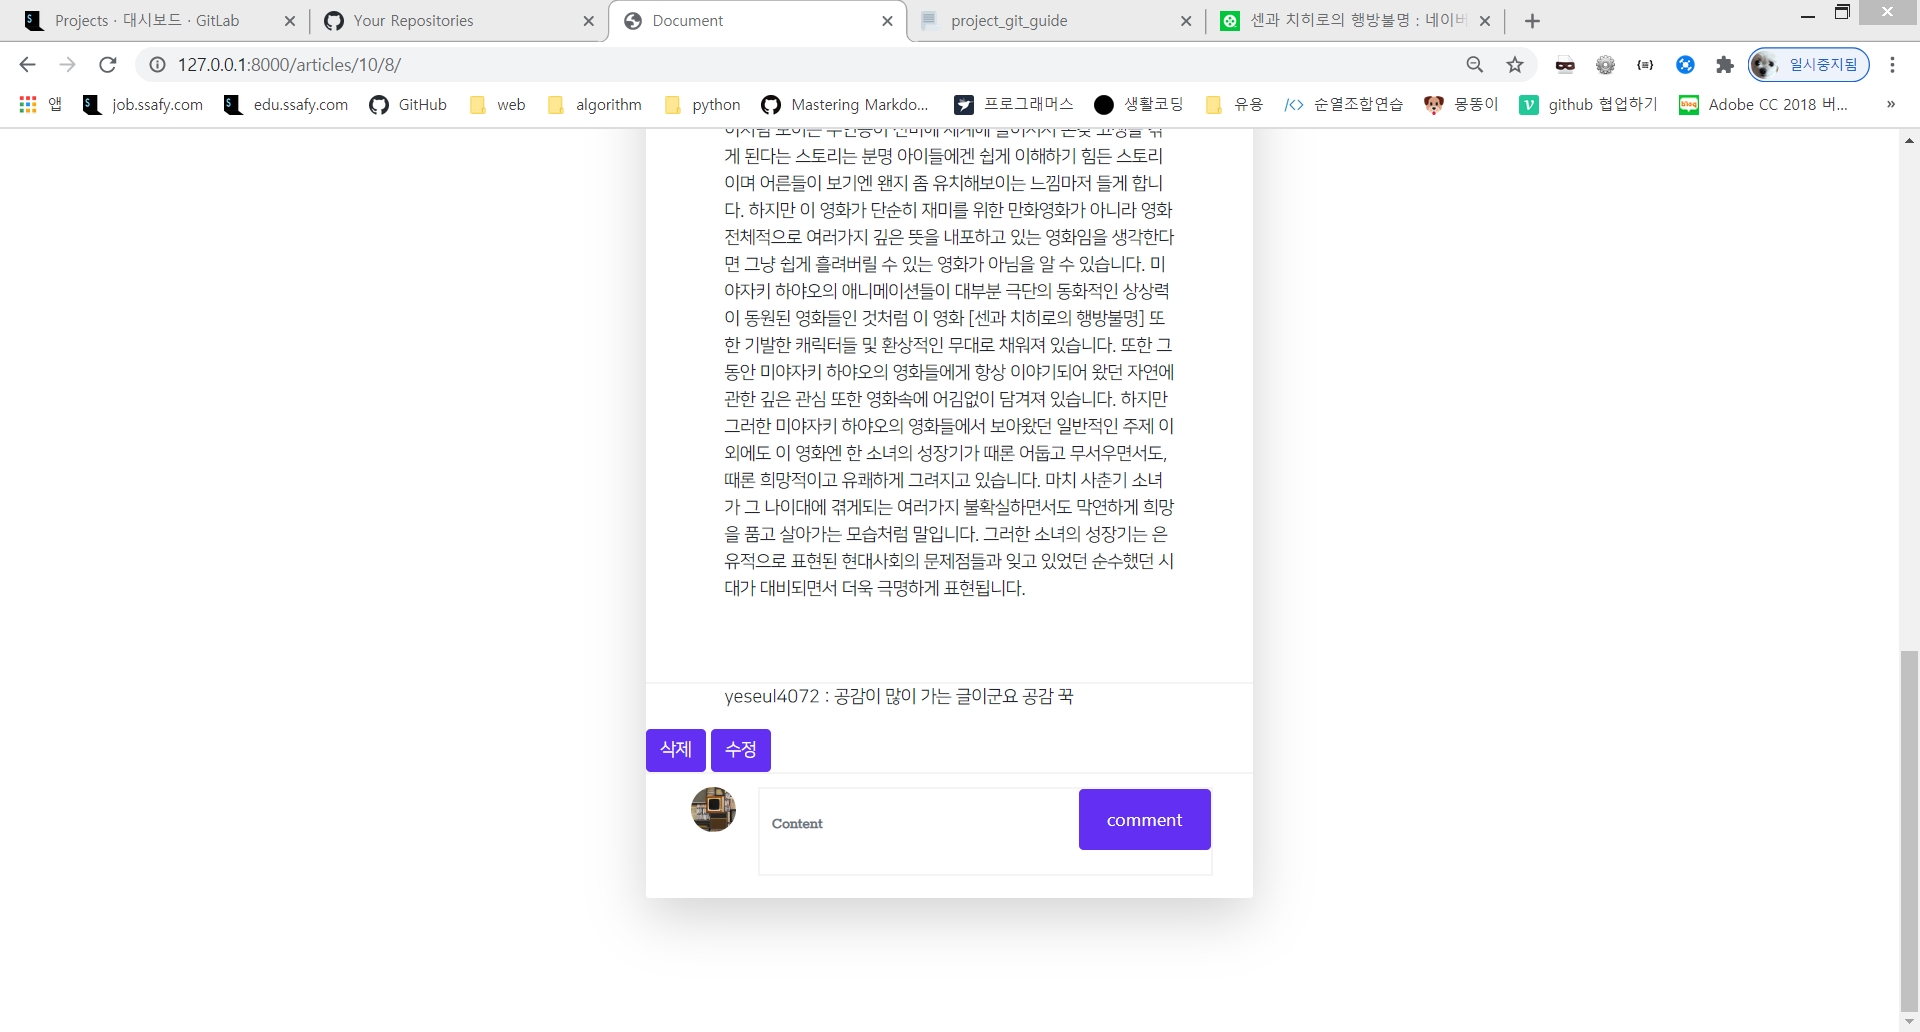 Projects · 대시보드 · GitLab
Your Repositories
Document
project_git_guide
센과 치히로의 행방불명 : 네이버
127.0.0.1:8000/articles/10/8/
일시중지됨
앱
job.ssafy.com
edu.ssafy.com
GitHub
web
algorithm
python
Mastering Markdo...
프로그래머스
생활코딩
유용
순열조합연습
몽똥이
github 협업하기
Adobe CC 2018 버...
»
게 된다는 스토리는 분명 아이들에겐 쉽게 이해하기 힘든 스토리
이며 어른들이 보기엔 왠지 좀 유치해보이는 느낌마저 들게 합니
다. 하지만 이 영화가 단순히 재미를 위한 만화영화가 아니라 영화
전체적으로 여러가지 깊은 뜻을 내포하고 있는 영화임을 생각한다
면 그냥 쉽게 흘려버릴 수 있는 영화가 아님을 알 수 있습니다. 미
야자키 하야오의 애니메이션들이 대부분 극단의 동화적인 상상력
이 동원된 영화들인 것처럼 이 영화 [센과 치히로의 행방불명] 또
한 기발한 캐릭터들 및 환상적인 무대로 채워져 있습니다. 또한 그
동안 미야자키 하야오의 영화들에게 항상 이야기되어 왔던 자연에
관한 깊은 관심 또한 영화속에 어김없이 담겨져 있습니다. 하지만
그러한 미야자키 하야오의 영화들에서 보아왔던 일반적인 주제 이
외에도 이 영화엔 한 소녀의 성장기가 때론 어둡고 무서우면서도,
때론 희망적이고 유쾌하게 그려지고 있습니다. 마치 사춘기 소녀
가 그 나이대에 겪게되는 여러가지 불확실하면서도 막연하게 희망
을 품고 살아가는 모습처럼 말입니다. 그러한 소녀의 성장기는 은
유적으로 표현된 현대사회의 문제점들과 잊고 있었던 순수했던 시
대가 대비되면서 더욱 극명하게 표현됩니다.
yeseul4072 : 공감이 많이 가는 글이군요 공감 꾹
삭제
수정
Content
comment